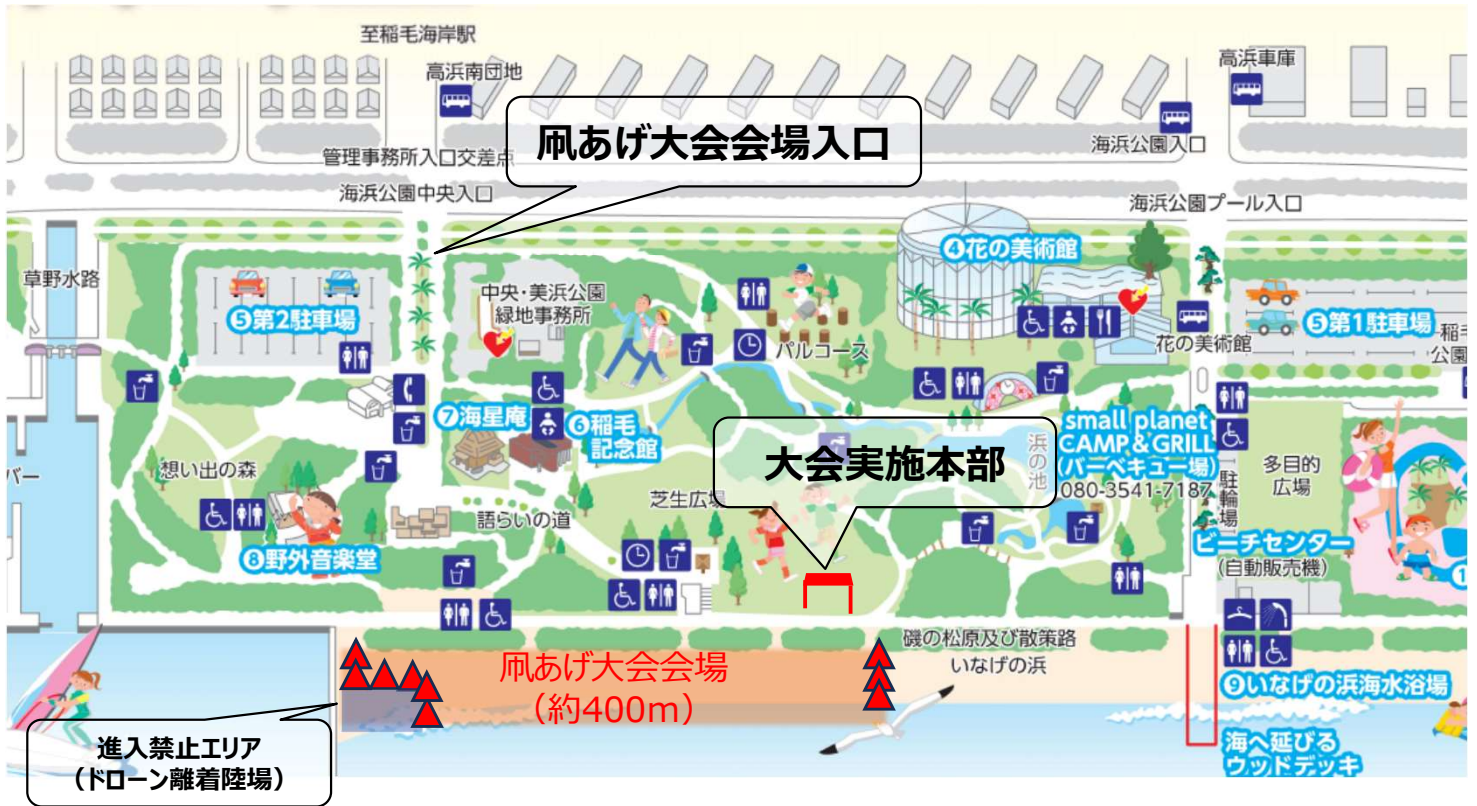 至稲毛海岸駅
高浜南団地
高浜車庫
凧あげ大会会場入口
海浜公園入口
管理事務所入口交差点
海浜公園中央入口
海浜公園プール入口
草野水路
④花の美術館
中央・美浜公園
緑地事務所
⑤第2駐車場
⑤第1駐車場
パルコース
花の美術館
稲毛
公園
⑦海星庵
⑥稲毛
記念館
small planet
CAMP & GRILL
(バーベキュー場)
080-3541-7187
大会実施本部
浜の池
駐輪場
多目的
広場
バー
想い出の森
芝生広場
語らいの道
⑧野外音楽堂
ビーチセンター
(自動販売機)
磯の松原及び散策路
いなげの浜
凧あげ大会会場
(約400m)
⑨いなげの浜海水浴場
進入禁止エリア
(ドローン離着陸場)
海へ延びる
ウッドデッキ